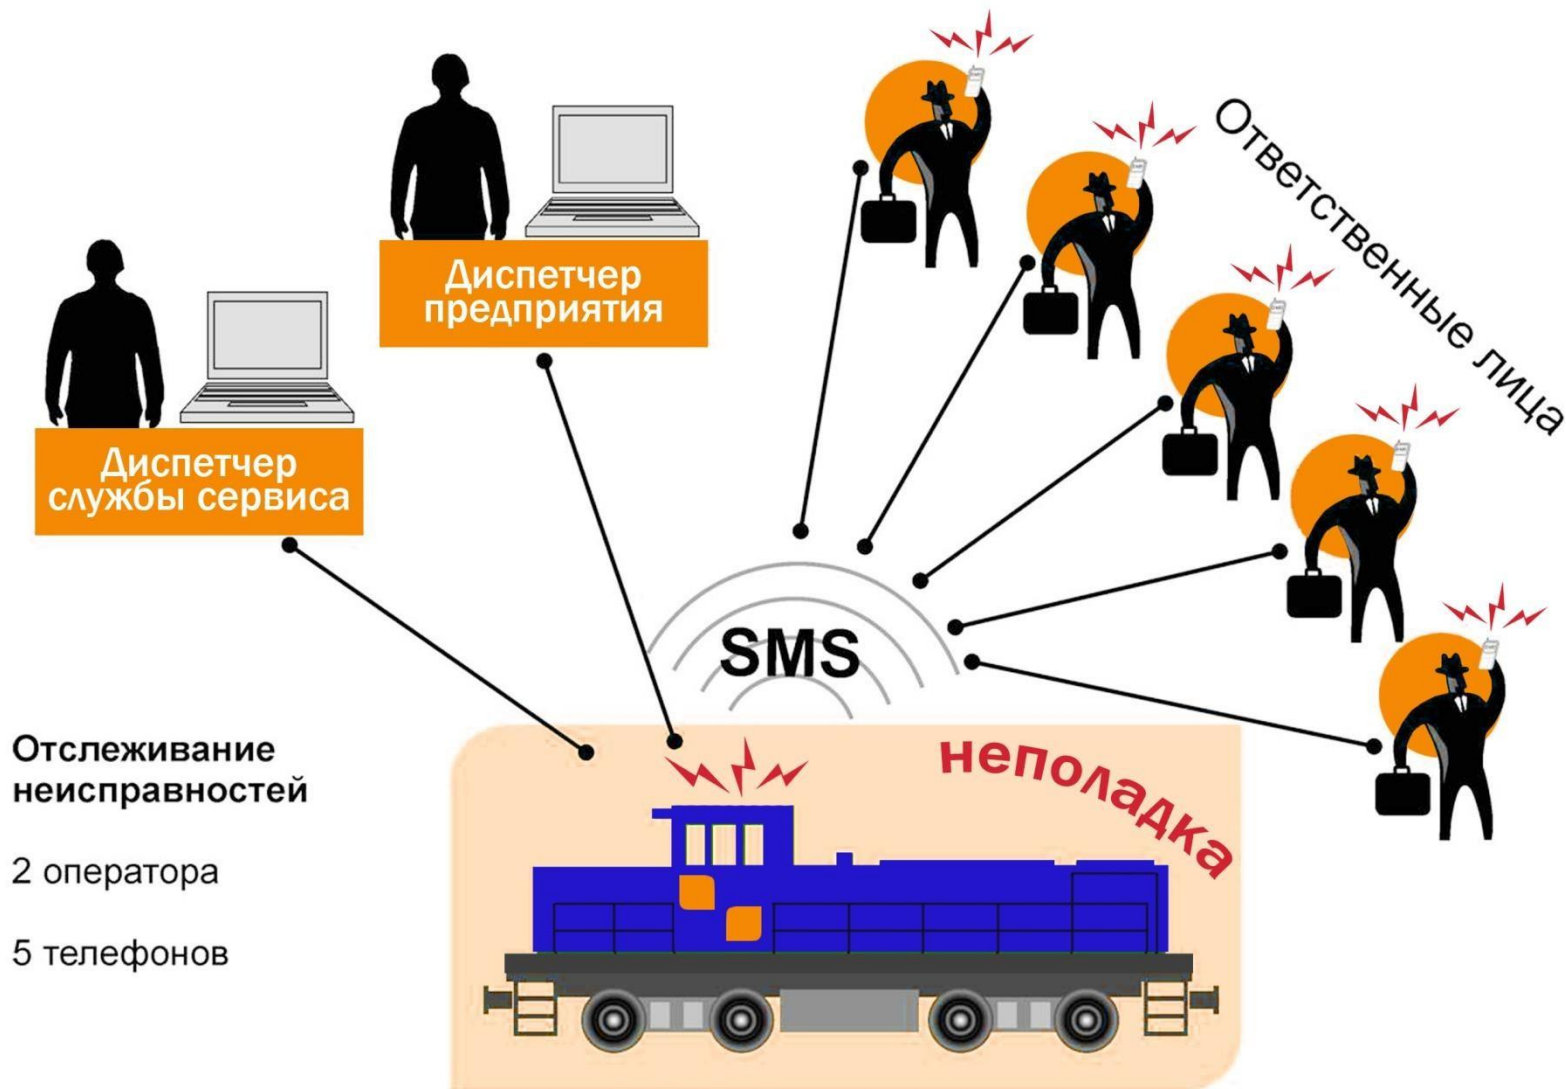 Ответственные лица
Диспетчер
предприятия
Диспетчер
службы сервиса
SMS
неполадка
Отслеживание
неисправностей
2 оператора
5 телефонов